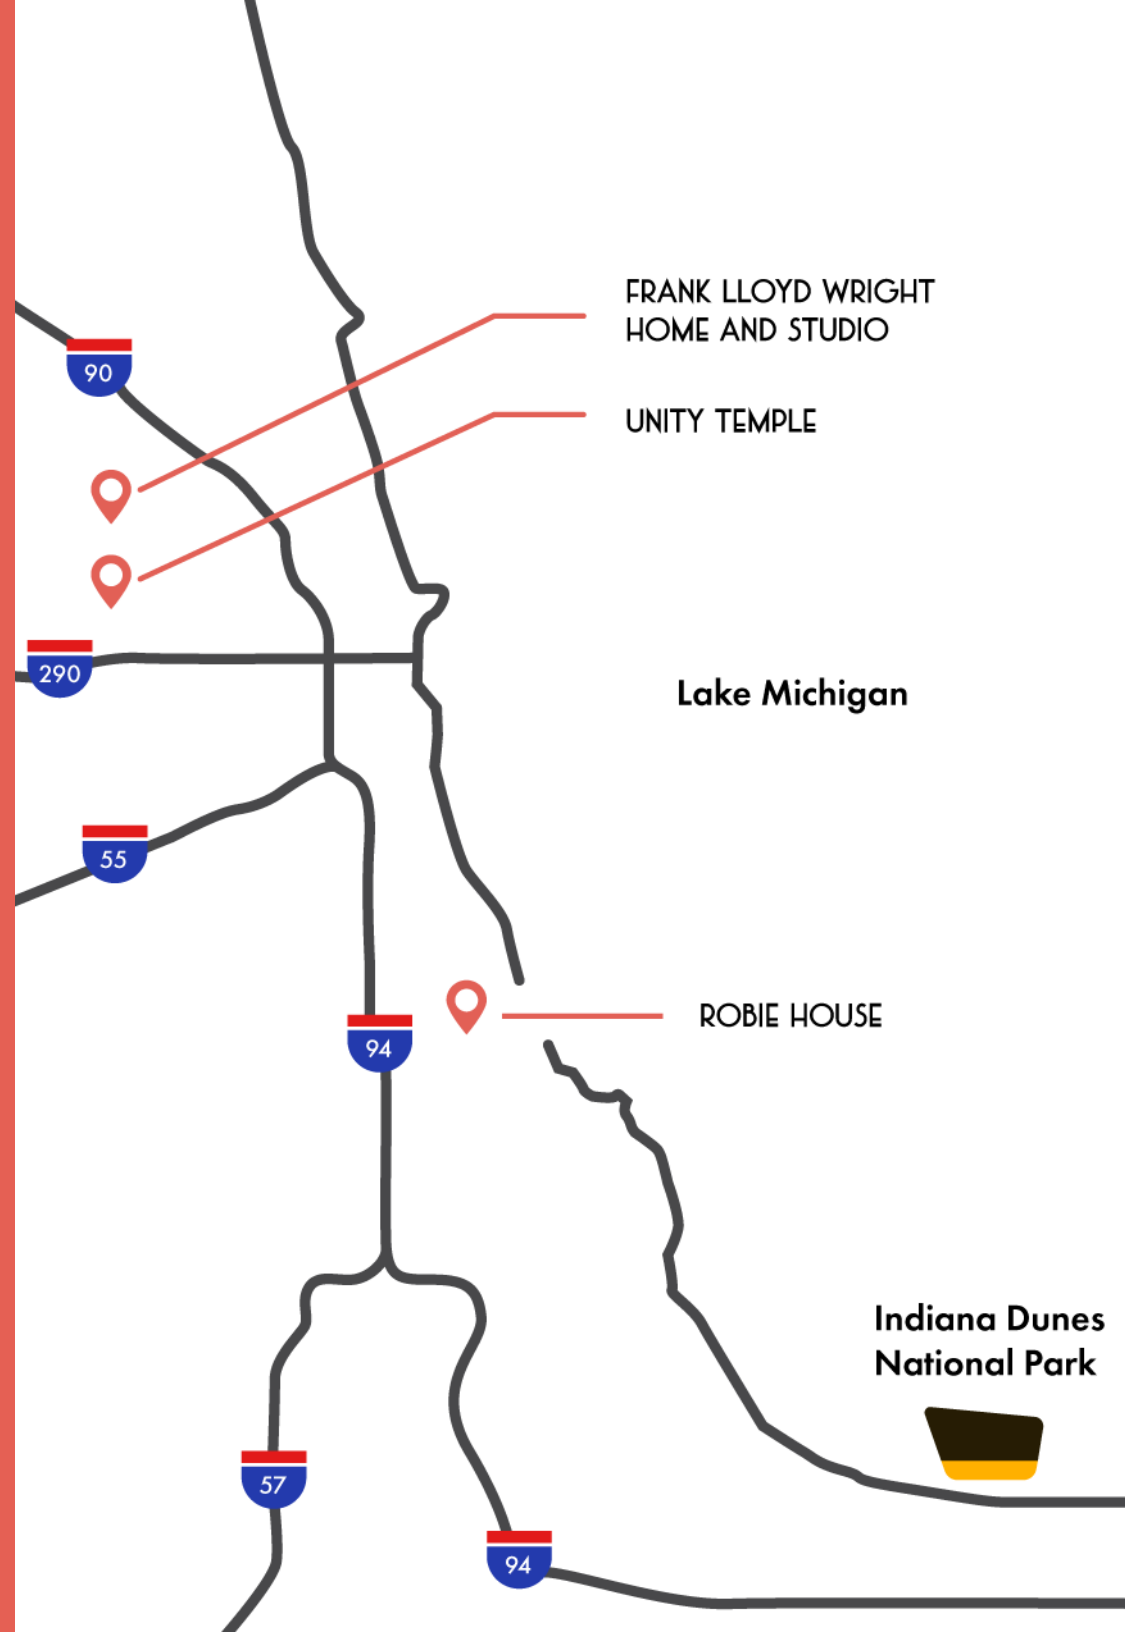 FRANK LLOYD WRIGHT
HOME AND STUDIO
90
UNITY TEMPLE
290
Lake Michigan
55
ROBIE HOUSE
94
Indiana Dunes
National Park
57
94